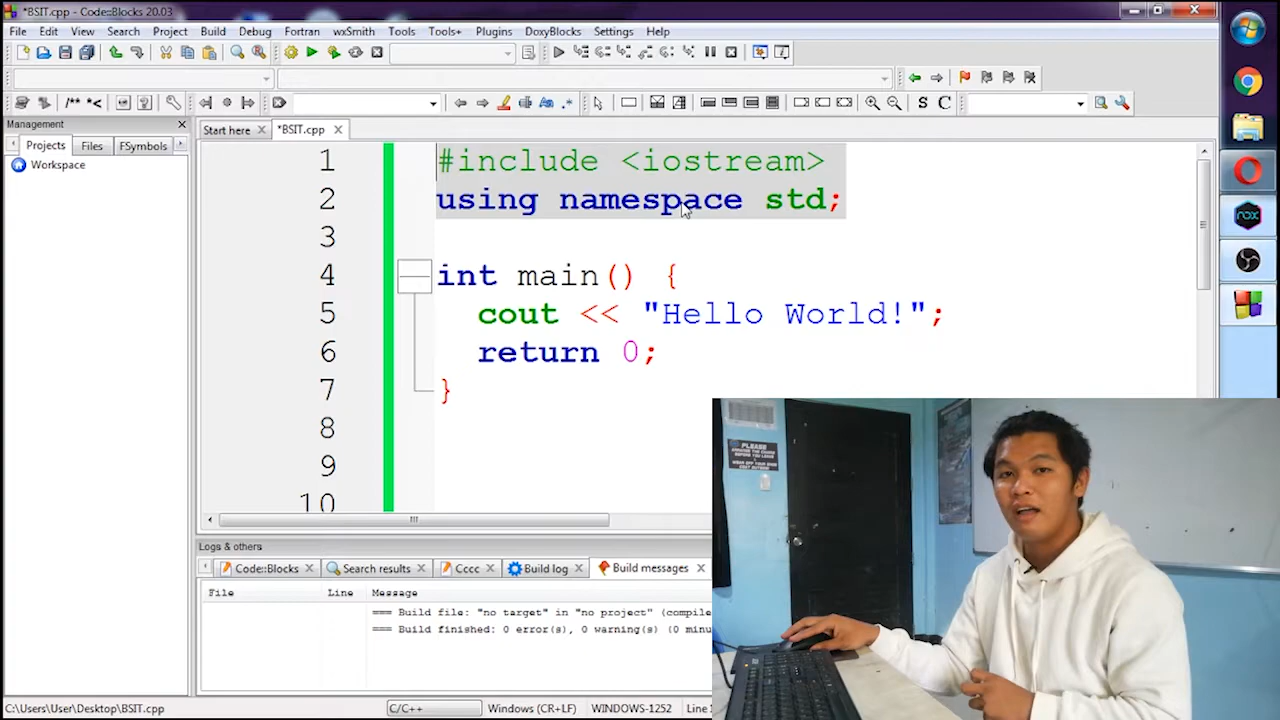 *BSIT.cpp - Code::Blocks 20.03
File Edit View Search Project Build Debug Fortran wxSmith Tools Tools+ Plugins DoxyBlocks Settings Help
/** *<
S C
Management
Projects Files FSymbols
Workspace
Start here *BSIT.cpp
1 #include <iostream>
2 using namespace std;
3
4 int main() {
5 cout << "Hello World!";
6 return 0;
7 }
8
9
10
PLEASE
Logs & others
Code::Blocks Search results Cccc Build log Build messages
File Line Message
=== Build file: "no target" in "no project" (compile
=== Build finished: 0 error(s), 0 warning(s) (0 minu
C:\Users\User\Desktop\BSIT.cpp C/C++ Windows (CR+LF) WINDOWS-1252 Line
nox